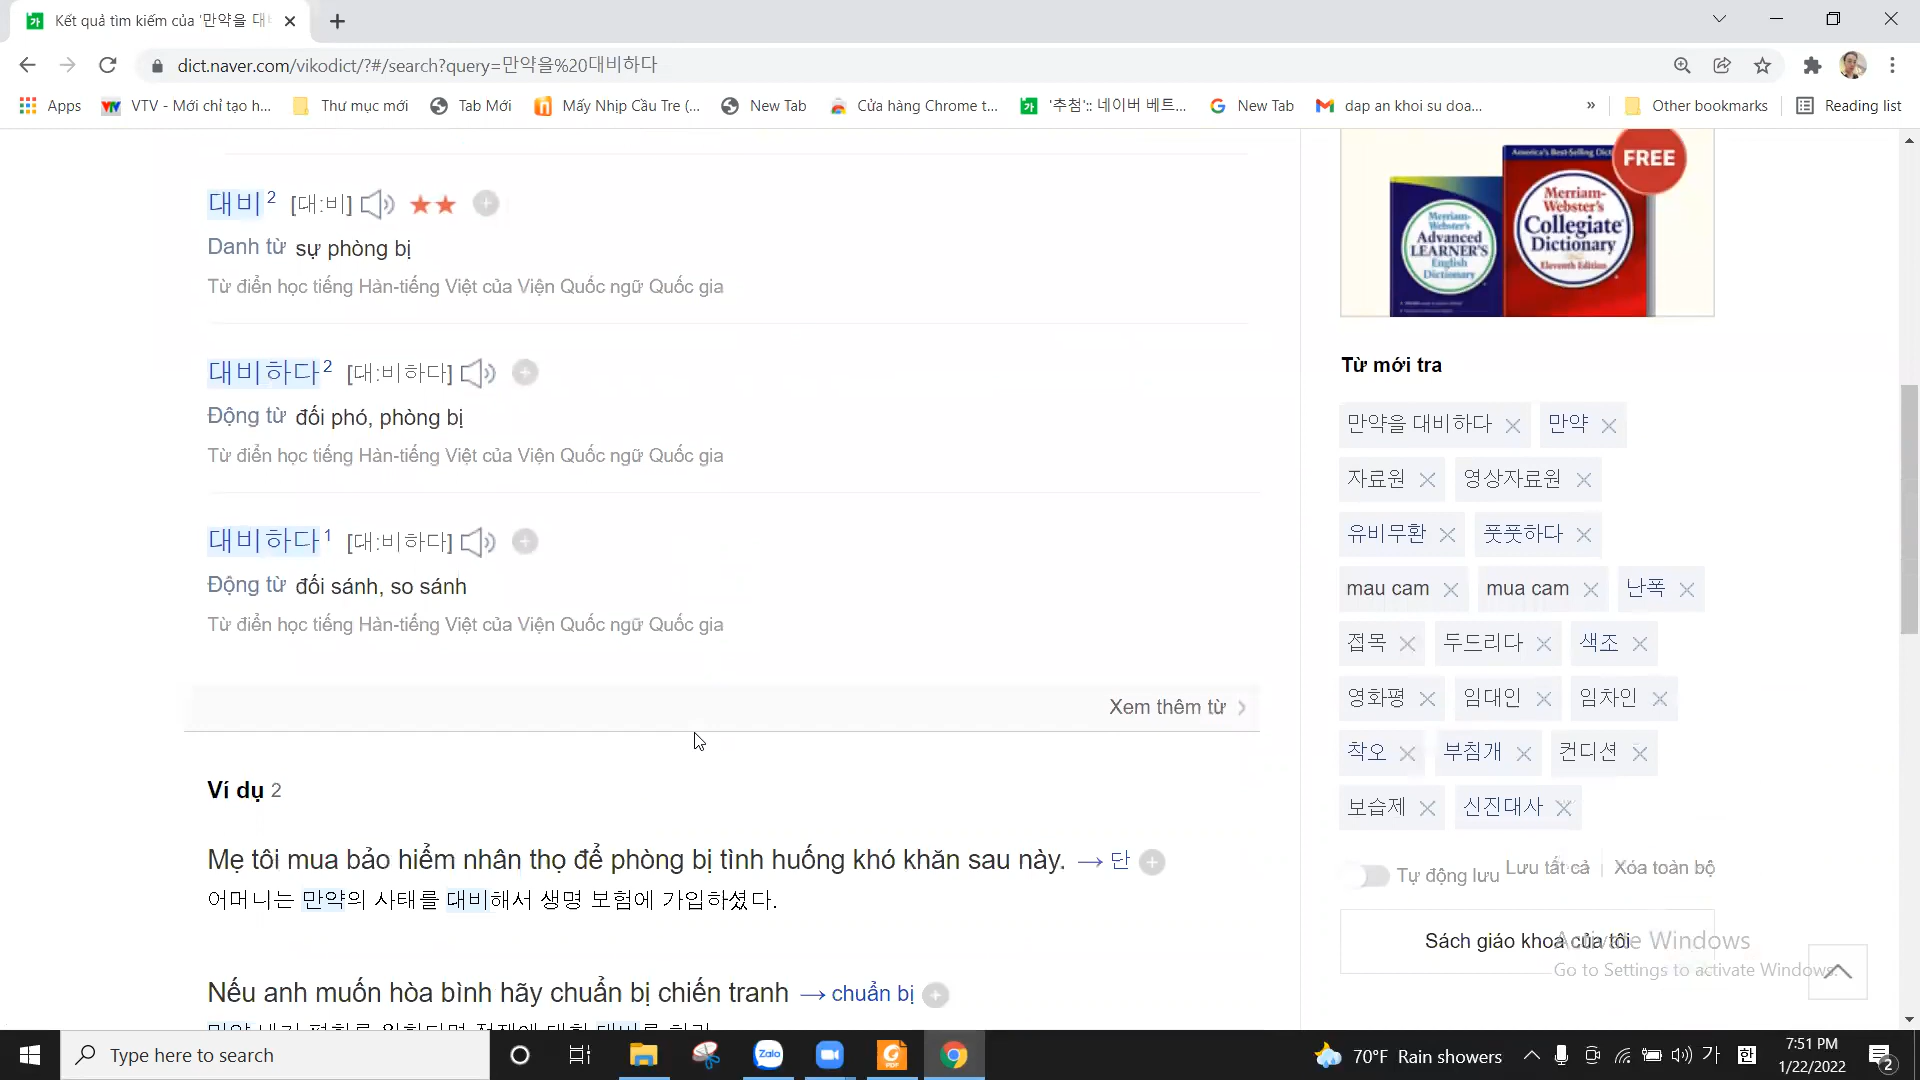 Kết quả tìm kiếm của '만약을 대비
dict.naver.com/vikodict/?#/search?query=만약을%20대비하다
Apps
VTV - Mới chỉ tạo h...
Thư mục mới
Tab Mới
Mấy Nhịp Cầu Tre (...
New Tab
Cửa hàng Chrome t...
'추첨':: 네이버 베트...
New Tab
dap an khoi su doa...
»
Other bookmarks
Reading list
대비 2 [대:비]
Danh từ sự phòng bị
Từ điển học tiếng Hàn-tiếng Việt của Viện Quốc ngữ Quốc gia
대비하다 2 [대:비하다]
Động từ đối phó, phòng bị
Từ điển học tiếng Hàn-tiếng Việt của Viện Quốc ngữ Quốc gia
대비하다 1 [대:비하다]
Động từ đối sánh, so sánh
Từ điển học tiếng Hàn-tiếng Việt của Viện Quốc ngữ Quốc gia
Xem thêm từ
Ví dụ 2
Mẹ tôi mua bảo hiểm nhân thọ để phòng bị tình huống khó khăn sau này. → 단
어머니는 만약의 사태를 대비해서 생명 보험에 가입하셨다.
Nếu anh muốn hòa bình hãy chuẩn bị chiến tranh → chuẩn bị
America's Best-Selling Dict
FREE
Merriam-Webster's
Advanced
LEARNER'S
English
Dictionary
Merriam-
Webster's
Collegiate
Dictionary
Eleventh Edition
Từ mới tra
만약을 대비하다 만약
자료원 영상자료원
유비무환 풋풋하다
mau cam mua cam 난폭
접목 두드리다 색조
영화평 임대인 임차인
착오 부침개 컨디션
보습제 신진대사
Tự động lưu Lưu tất cả Xóa toàn bộ
Sách giáo khoa của tôi
Activate Windows
Go to Settings to activate Windows.
Type here to search
Zalo
PDF
70°F Rain showers
가
한
7:51 PM
1/22/2022
2